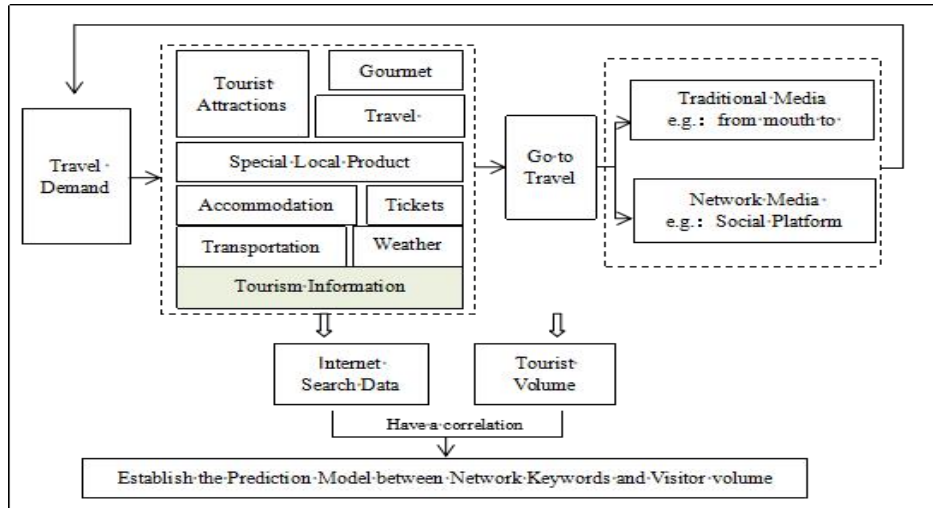 Tourist
Attractions
Gourmet
Travel
Travel
Demand
Special Local Product
Accommodation
Tickets
Transportation
Weather
Tourism Information
Go to
Travel
Traditional Media
e.g.: from mouth to
Network Media
e.g.: Social Platform
Internet
Search Data
Tourist
Volume
Have a correlation
Establish the Prediction Model between Network Keywords and Visitor volume